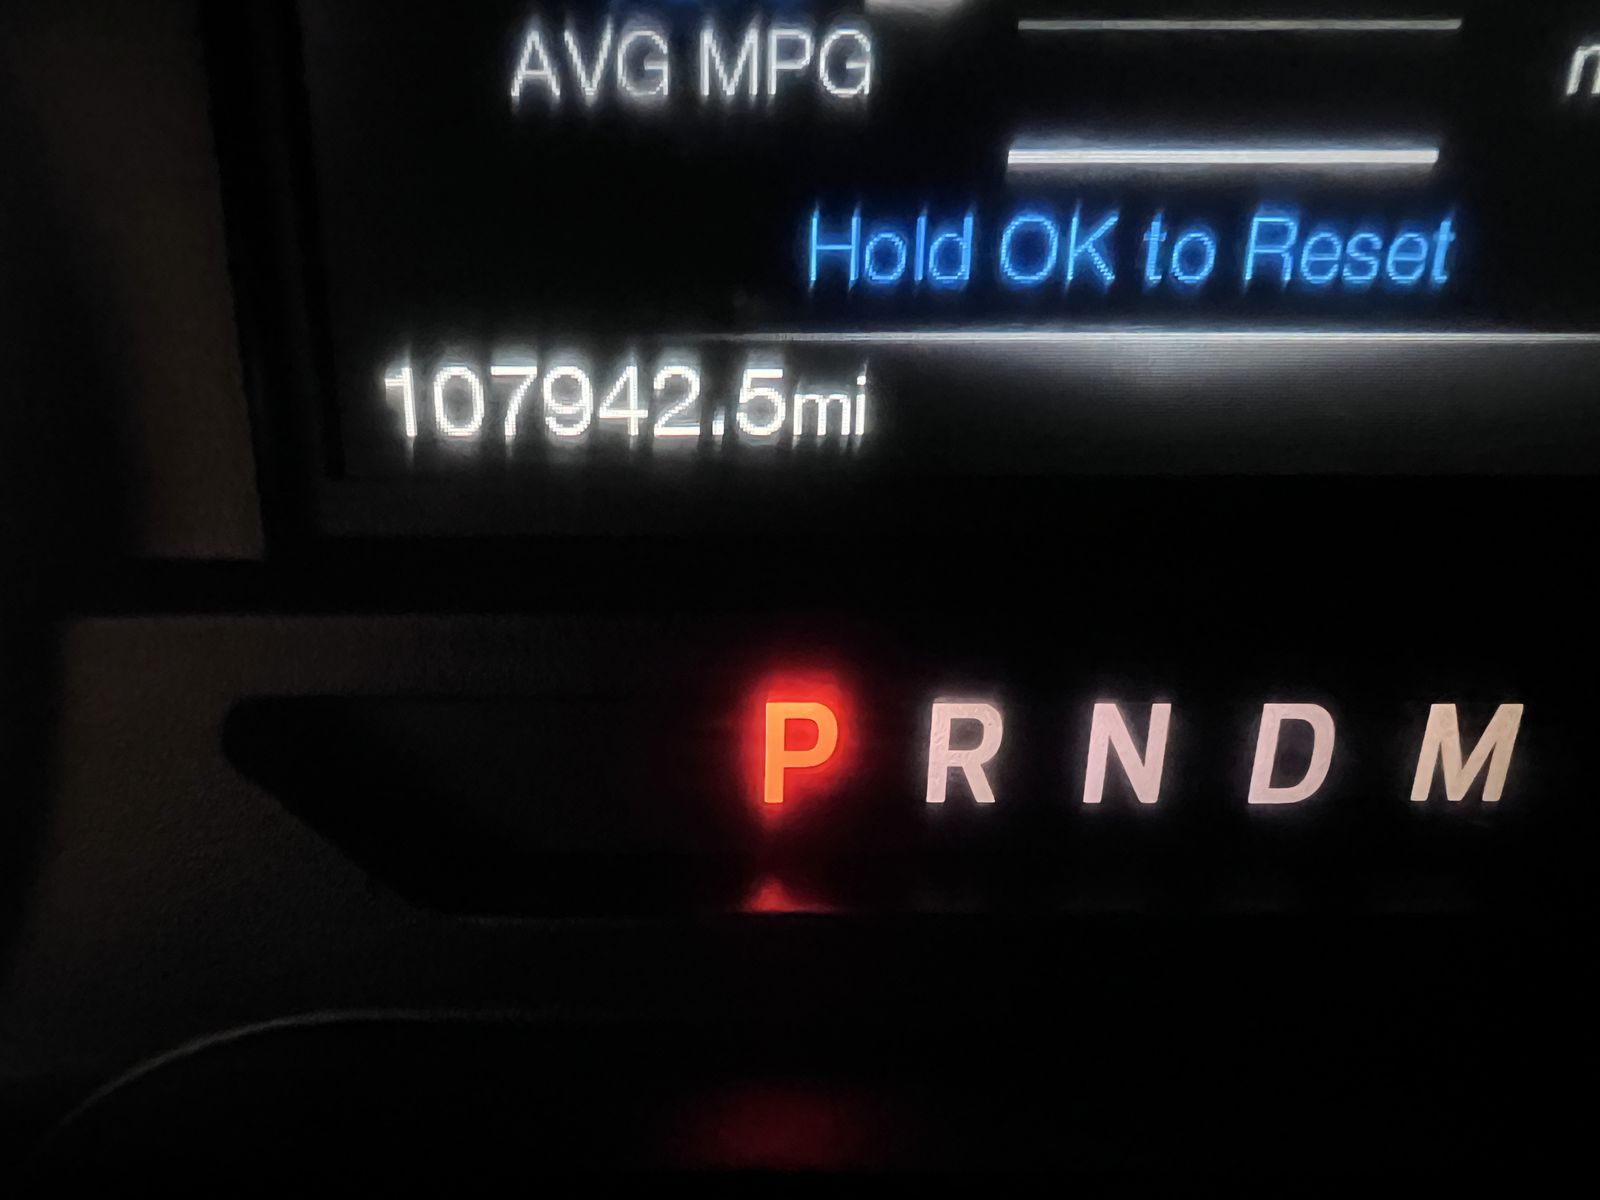 AVG MPG
Hold OK to Reset
107942.5mi
P R N D M